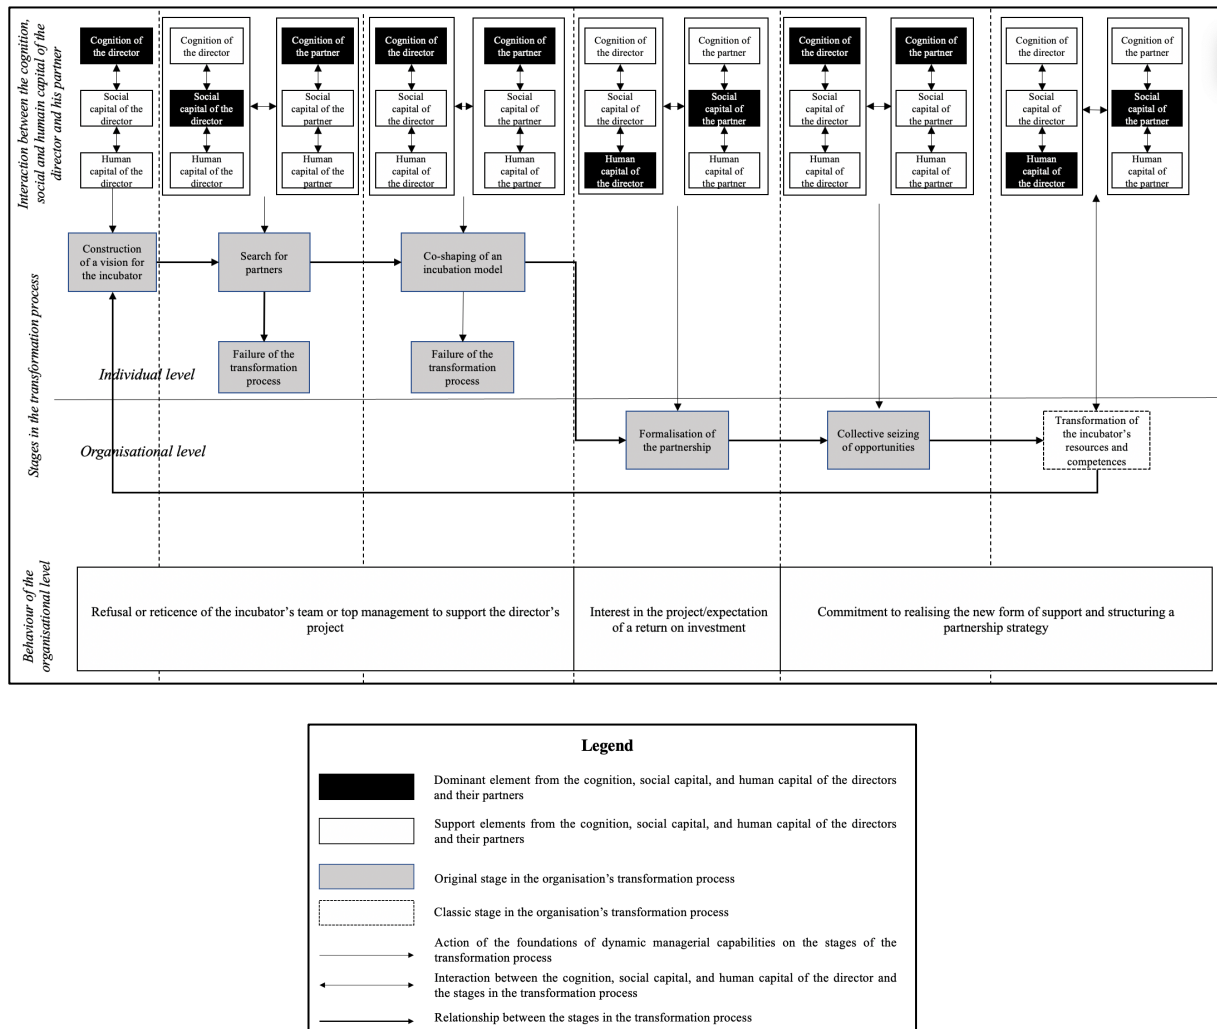 Interaction between the cognition,
social and humain capital of the
director and his partner
Cognition of
the director
Social
capital of the
director
Human
capital of the
director
Cognition of
the director
Social
capital of the
director
Human
capital of the
director
Cognition of
the partner
Social
capital of the
partner
Human
capital of the
partner
Cognition of
the director
Social
capital of
the director
Human
capital of
the director
Cognition of
the partner
Social
capital of
the partner
Human
capital of
the partner
Cognition of
the director
Social
capital of
the director
Human
capital of
the director
Cognition of
the partner
Social
capital of
the partner
Human
capital of
the partner
Cognition of
the director
Social
capital of
the director
Human
capital of
the director
Cognition of
the partner
Social
capital of
the partner
Human
capital of
the partner
Cognition of
the director
Social
capital of
the director
Human
capital of
the director
Cognition of
the partner
Social
capital of
the partner
Human
capital of
the partner
Stages in the transformation process
Construction
of a vision for
the incubator
Search for
partners
Co-shaping of an
incubation model
Failure of the
transformation
process
Failure of the
transformation
process
Individual level
Organisational level
Formalisation of
the partnership
Collective seizing
of opportunities
Transformation of
the incubator's
resources and
competences
Behaviour of the
organisational level
Refusal or reticence of the incubator's team or top management to support the director's
project
Interest in the project/expectation
of a return on investment
Commitment to realising the new form of support and structuring a
partnership strategy
Legend
Dominant element from the cognition, social capital, and human capital of the directors
and their partners
Support elements from the cognition, social capital, and human capital of the directors
and their partners
Original stage in the organisation's transformation process
Classic stage in the organisation's transformation process
Action of the foundations of dynamic managerial capabilities on the stages of the
transformation process
Interaction between the cognition, social capital, and human capital of the director and
the stages in the transformation process
Relationship between the stages in the transformation process